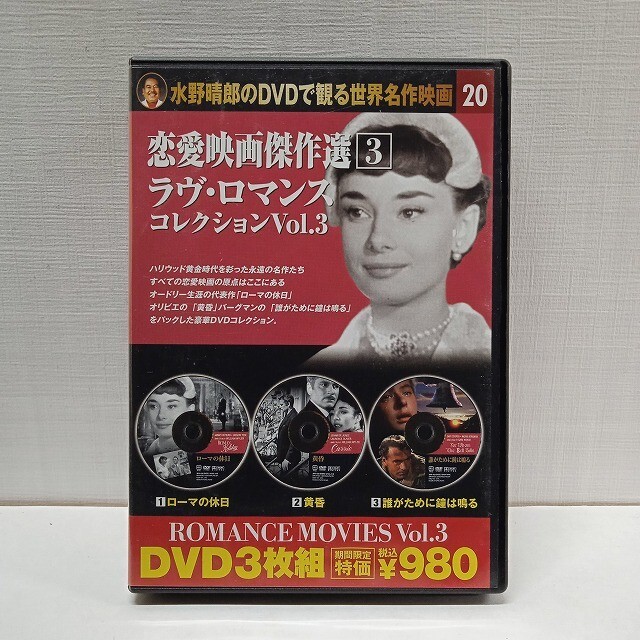 水野晴郎のDVDで観る世界名作映画 20
恋愛映画傑作選 3
ラヴ・ロマンス
コレクションVol.3
ハリウッド黄金時代を彩った永遠の名作たち
すべての恋愛映画の原点はここにある
オードリー生涯の代表作「ローマの休日」
オリビエの「黄昏」バーグマンの「誰がために鐘は鳴る」
をパックした豪華DVDコレクション.
ローマの休日
Carrie
黄昏
For Whom
The Bell Tolls
誰がために鐘は鳴る
1 ローマの休日
2 黄昏
3 誰がために鐘は鳴る
ROMANCE MOVIES Vol.3
DVD3枚組 期間限定 特価 税込 ¥980